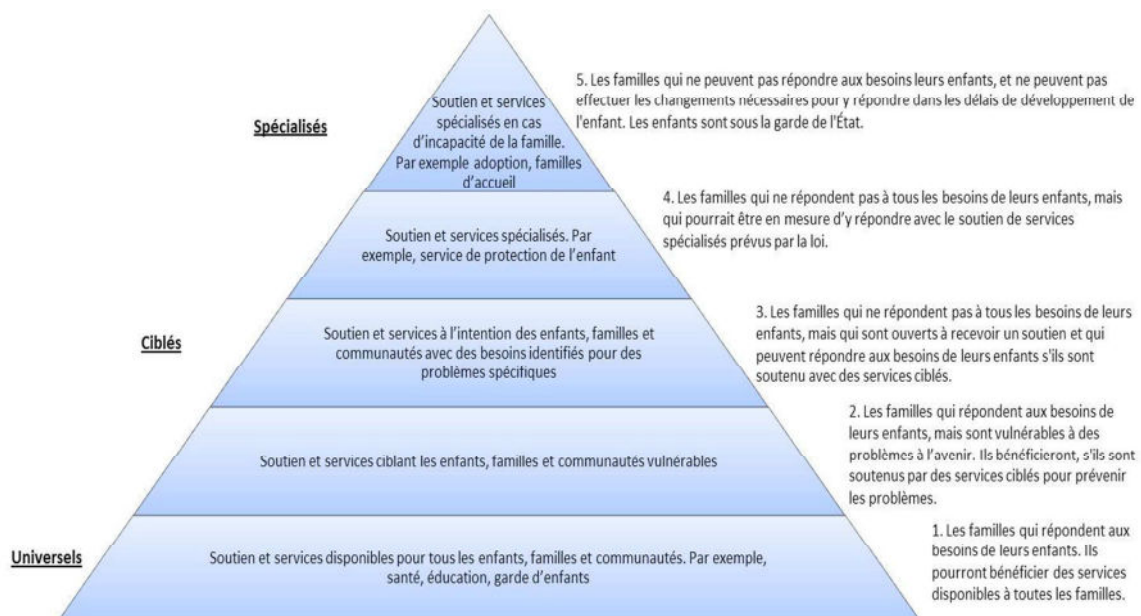 Spécialisés
Soutien et services
spécialisés en cas
d'incapacité de la famille.
Par exemple adoption, familles
d'accueil
5. Les familles qui ne peuvent pas répondre aux besoins leurs enfants, et ne peuvent pas
effectuer les changements nécessaires pour y répondre dans les délais de développement de
l'enfant. Les enfants sont sous la garde de l'État.
Soutien et services spécialisés. Par
exemple, service de protection de l'enfant
4. Les familles qui ne répondent pas à tous les besoins de leurs enfants, mais
qui pourrait être en mesure d'y répondre avec le soutien de services
spécialisés prévus par la loi.
Ciblés
Soutien et services à l'intention des enfants, familles et
communautés avec des besoins identifiés pour des
problèmes spécifiques
3. Les familles qui ne répondent pas à tous les besoins de leurs
enfants, mais qui sont ouverts à recevoir un soutien et qui
peuvent répondre aux besoins de leurs enfants s'ils sont
soutenu avec des services ciblés.
Soutien et services ciblant les enfants, familles et communautés vulnérables
2. Les familles qui répondent aux besoins de
leurs enfants, mais sont vulnérables à des
problèmes à l'avenir. Ils bénéficieront, s'ils sont
soutenus par des services ciblés pour prévenir
les problèmes.
Universels
Soutien et services disponibles pour tous les enfants, familles et communautés. Par exemple,
santé, éducation, garde d'enfants
1. Les familles qui répondent aux
besoins de leurs enfants. Ils
pourront bénéficier des services
disponibles à toutes les familles.